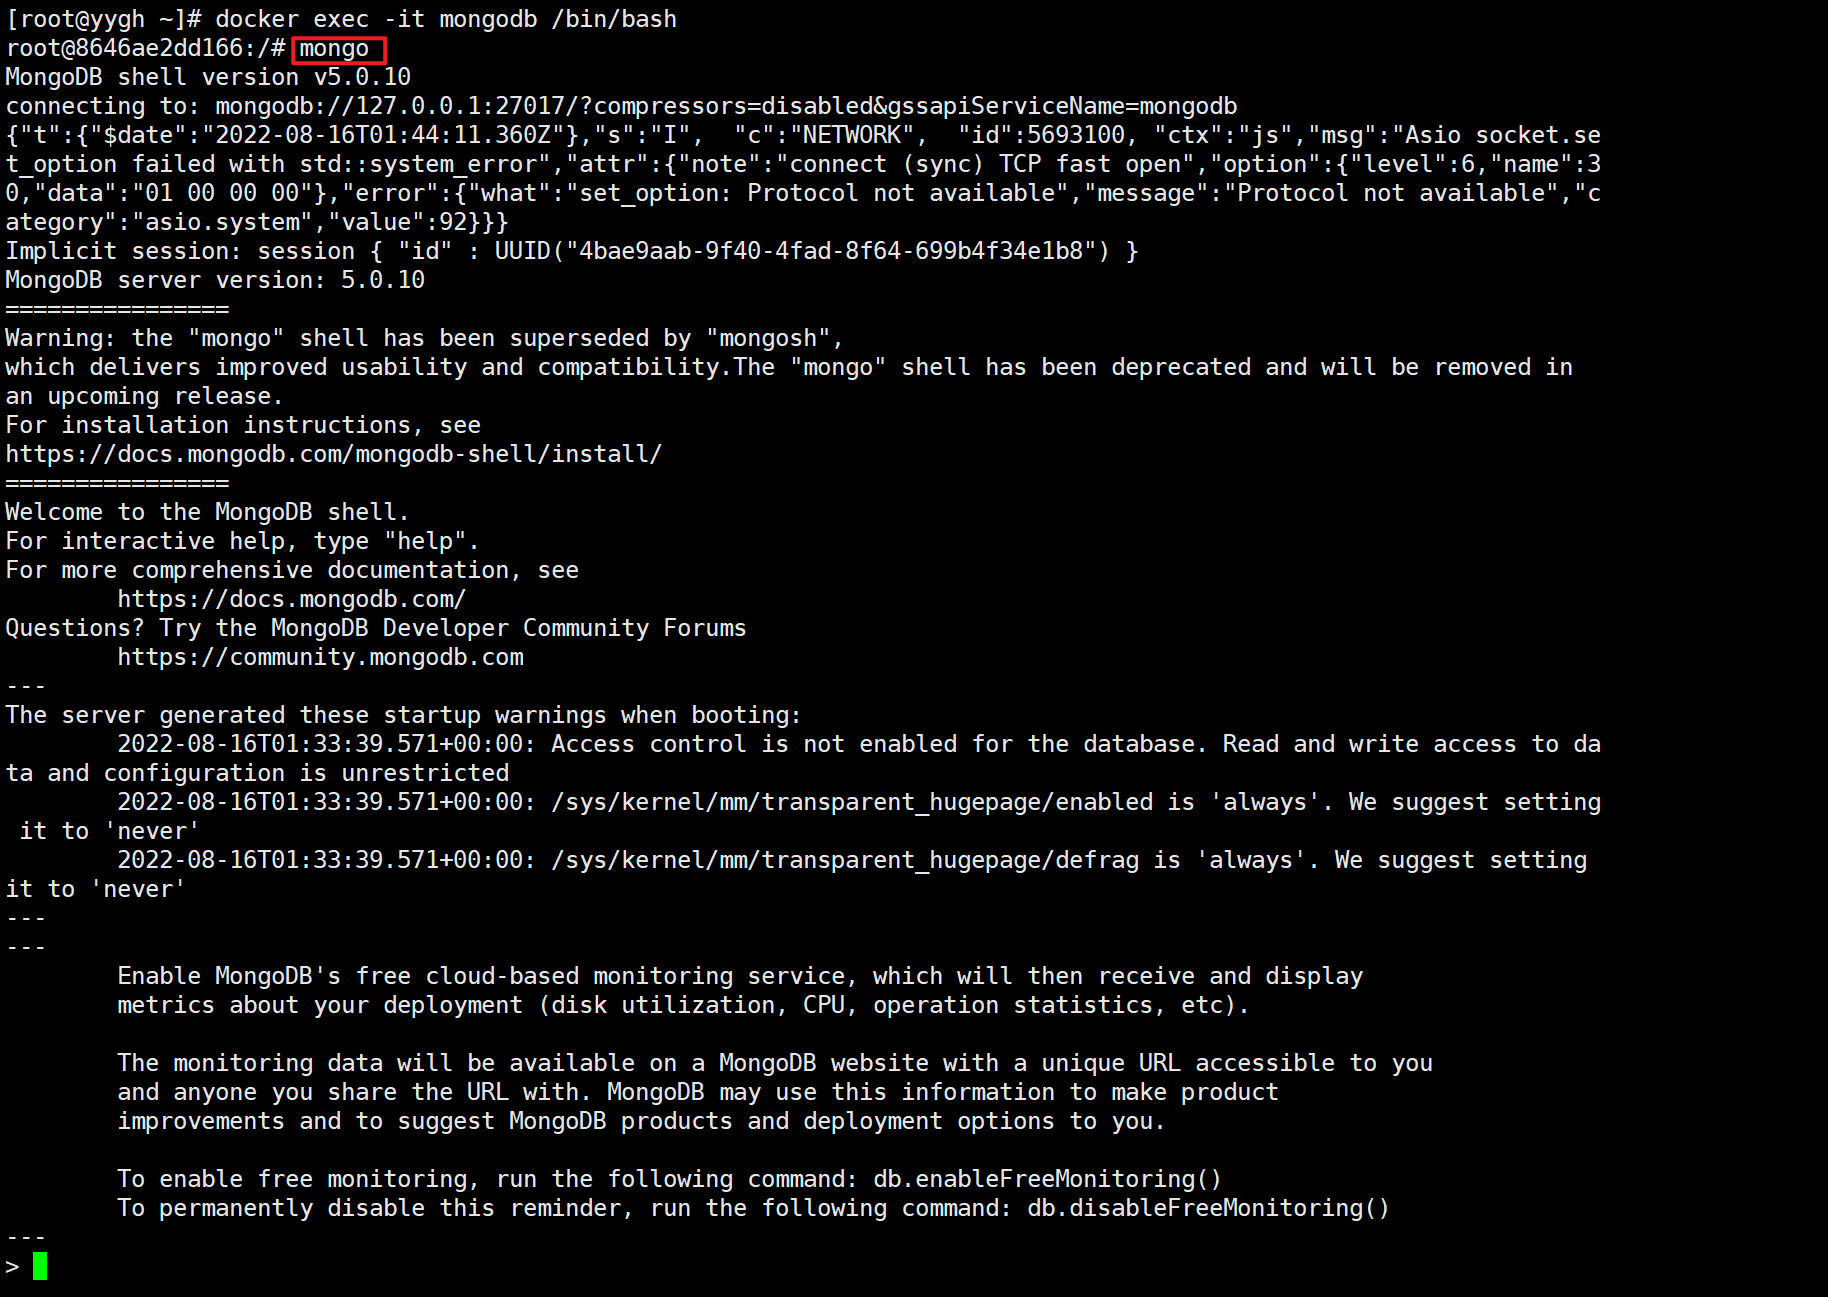 [root@yygh ~]# docker exec -it mongodb /bin/bash
root@8646ae2dd166:/# mongo
MongoDB shell version v5.0.10
connecting to: mongodb://127.0.0.1:27017/?compressors=disabled&gssapiServiceName=mongodb
{"t":{"$date":"2022-08-16T01:44:11.360Z"},"s":"I",  "c":"NETWORK",  "id":5693100, "ctx":"js","msg":"Asio socket.se
t_option failed with std::system_error","attr":{"note":"connect (sync) TCP fast open","option":{"level":6,"name":3
0,"data":"01 00 00 00"},"error":{"what":"set_option: Protocol not available","message":"Protocol not available","c
ategory":"asio.system","value":92}}}
Implicit session: session { "id" : UUID("4bae9aab-9f40-4fad-8f64-699b4f34e1b8") }
MongoDB server version: 5.0.10
================
Warning: the "mongo" shell has been superseded by "mongosh",
which delivers improved usability and compatibility.The "mongo" shell has been deprecated and will be removed in
an upcoming release.
For installation instructions, see
https://docs.mongodb.com/mongodb-shell/install/
================
Welcome to the MongoDB shell.
For interactive help, type "help".
For more comprehensive documentation, see
        https://docs.mongodb.com/
Questions? Try the MongoDB Developer Community Forums
        https://community.mongodb.com
---
The server generated these startup warnings when booting:
        2022-08-16T01:33:39.571+00:00: Access control is not enabled for the database. Read and write access to da
ta and configuration is unrestricted
        2022-08-16T01:33:39.571+00:00: /sys/kernel/mm/transparent_hugepage/enabled is 'always'. We suggest setting
 it to 'never'
        2022-08-16T01:33:39.571+00:00: /sys/kernel/mm/transparent_hugepage/defrag is 'always'. We suggest setting
it to 'never'
---
---
        Enable MongoDB's free cloud-based monitoring service, which will then receive and display
        metrics about your deployment (disk utilization, CPU, operation statistics, etc).

        The monitoring data will be available on a MongoDB website with a unique URL accessible to you
        and anyone you share the URL with. MongoDB may use this information to make product
        improvements and to suggest MongoDB products and deployment options to you.

        To enable free monitoring, run the following command: db.enableFreeMonitoring()
        To permanently disable this reminder, run the following command: db.disableFreeMonitoring()
---
>